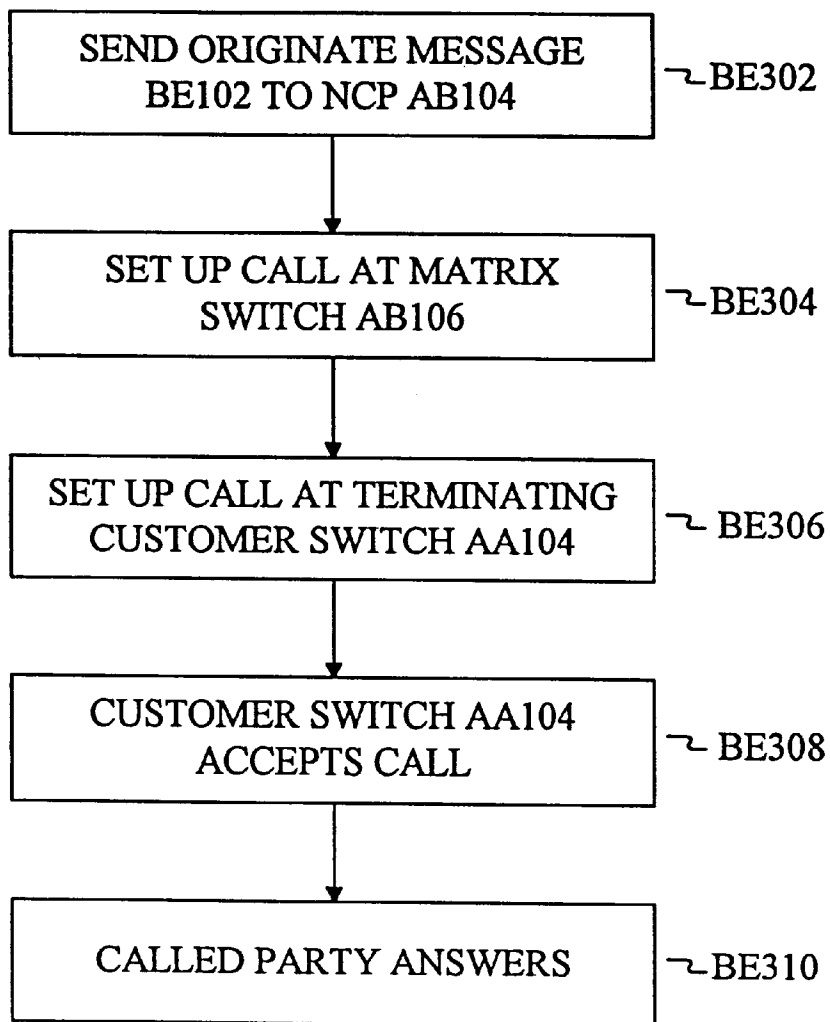 SEND ORIGINATE MESSAGE
BE102 TO NCP AB104
BE302
SET UP CALL AT MATRIX
SWITCH AB106
BE304
SET UP CALL AT TERMINATING
CUSTOMER SWITCH AA104
BE306
CUSTOMER SWITCH AA104
ACCEPTS CALL
BE308
CALLED PARTY ANSWERS
BE310